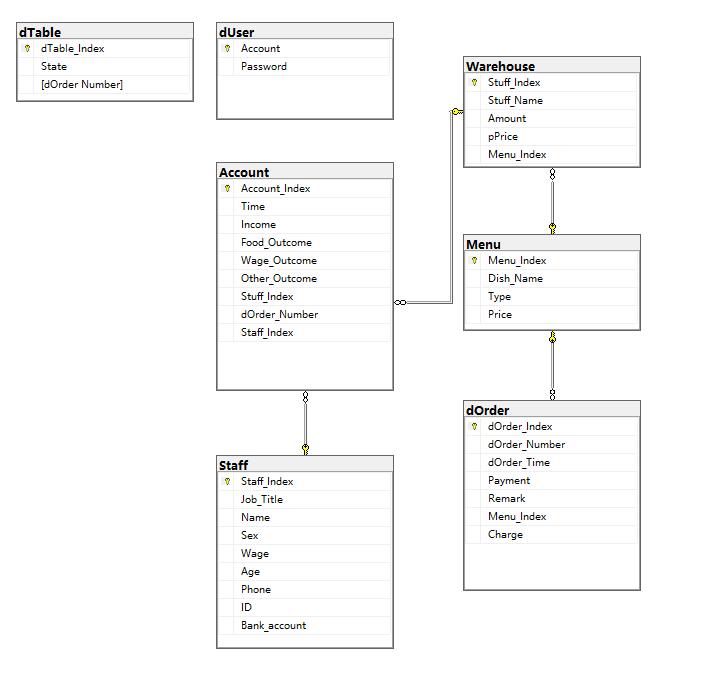 dTable
dTable_Index
State
[dOrder Number]
dUser
Account
Password
Warehouse
Stuff_Index
Stuff_Name
Amount
pPrice
Menu_Index
Account
Account_Index
Time
Income
Food_Outcome
Wage_Outcome
Other_Outcome
Stuff_Index
dOrder_Number
Staff_Index
Menu
Menu_Index
Dish_Name
Type
Price
dOrder
dOrder_Index
dOrder_Number
dOrder_Time
Payment
Remark
Menu_Index
Charge
Staff
Staff_Index
Job_Title
Name
Sex
Wage
Age
Phone
ID
Bank_account